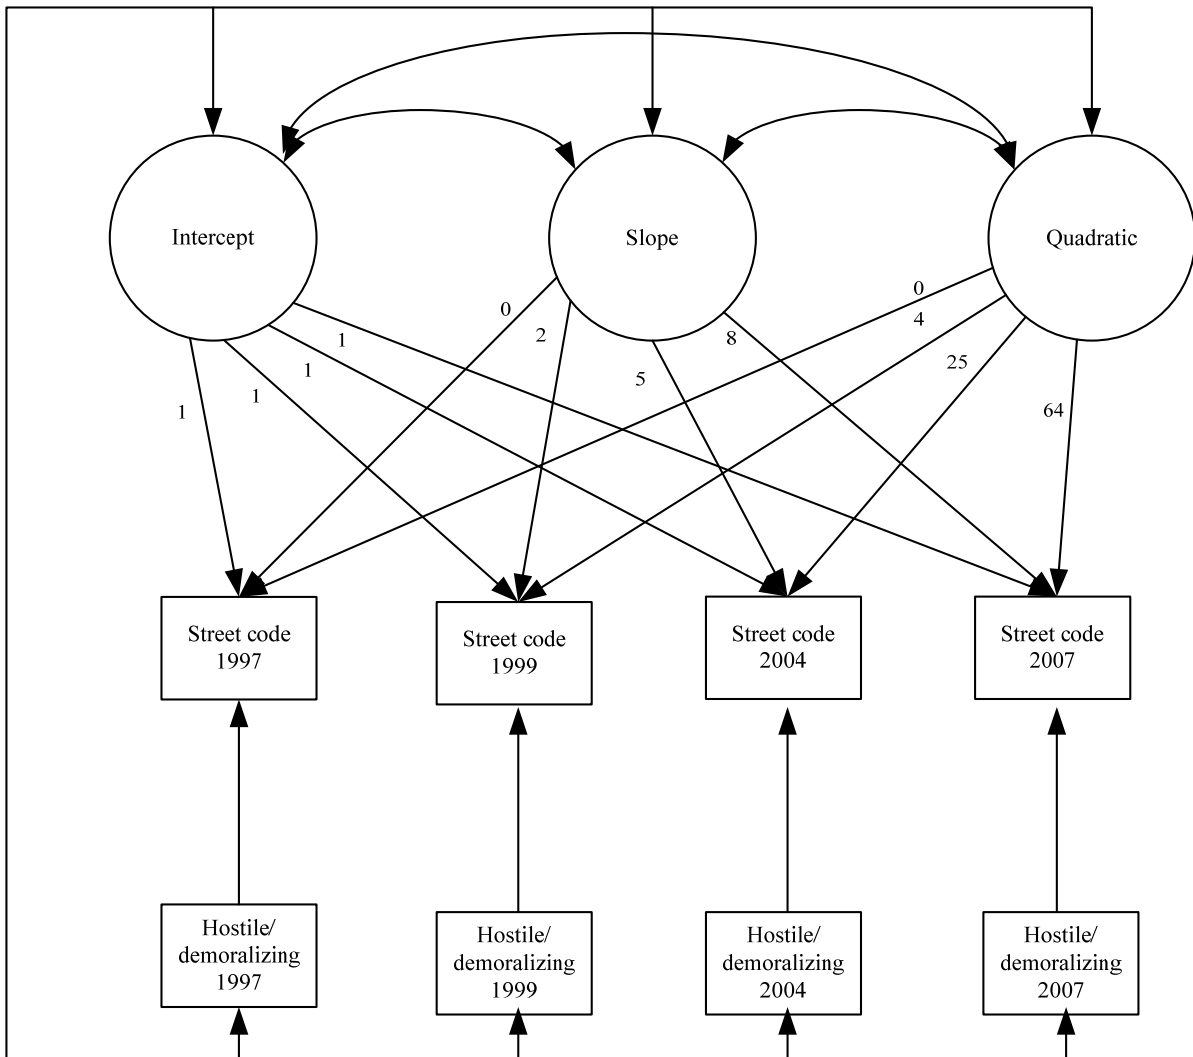 Intercept
Slope
Quadratic
0
0
2
4
1
8
1
25
5
1
1
64
Street code
1997
Street code
1999
Street code
2004
Street code
2007
Hostile/
demoralizing
1997
Hostile/
demoralizing
1999
Hostile/
demoralizing
2004
Hostile/
demoralizing
2007